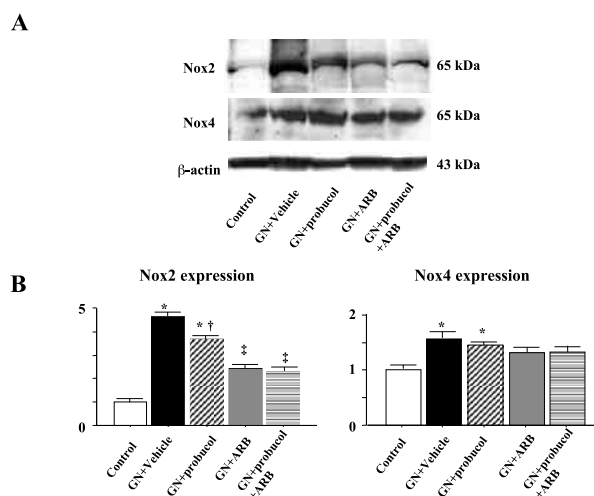 A
Nox2
65 kDa
Nox4
65 kDa
β-actin
43 kDa
Control
GN+Vehicle
GN+probucol
GN+ARB
GN+probucol
+ARB
B
Nox2 expression
5
0
*
* †
‡
‡
Control
GN+Vehicle
GN+probucol
GN+ARB
GN+probucol
+ARB
Nox4 expression
2
1
0
*
*
Control
GN+Vehicle
GN+probucol
GN+ARB
GN+probucol
+ARB